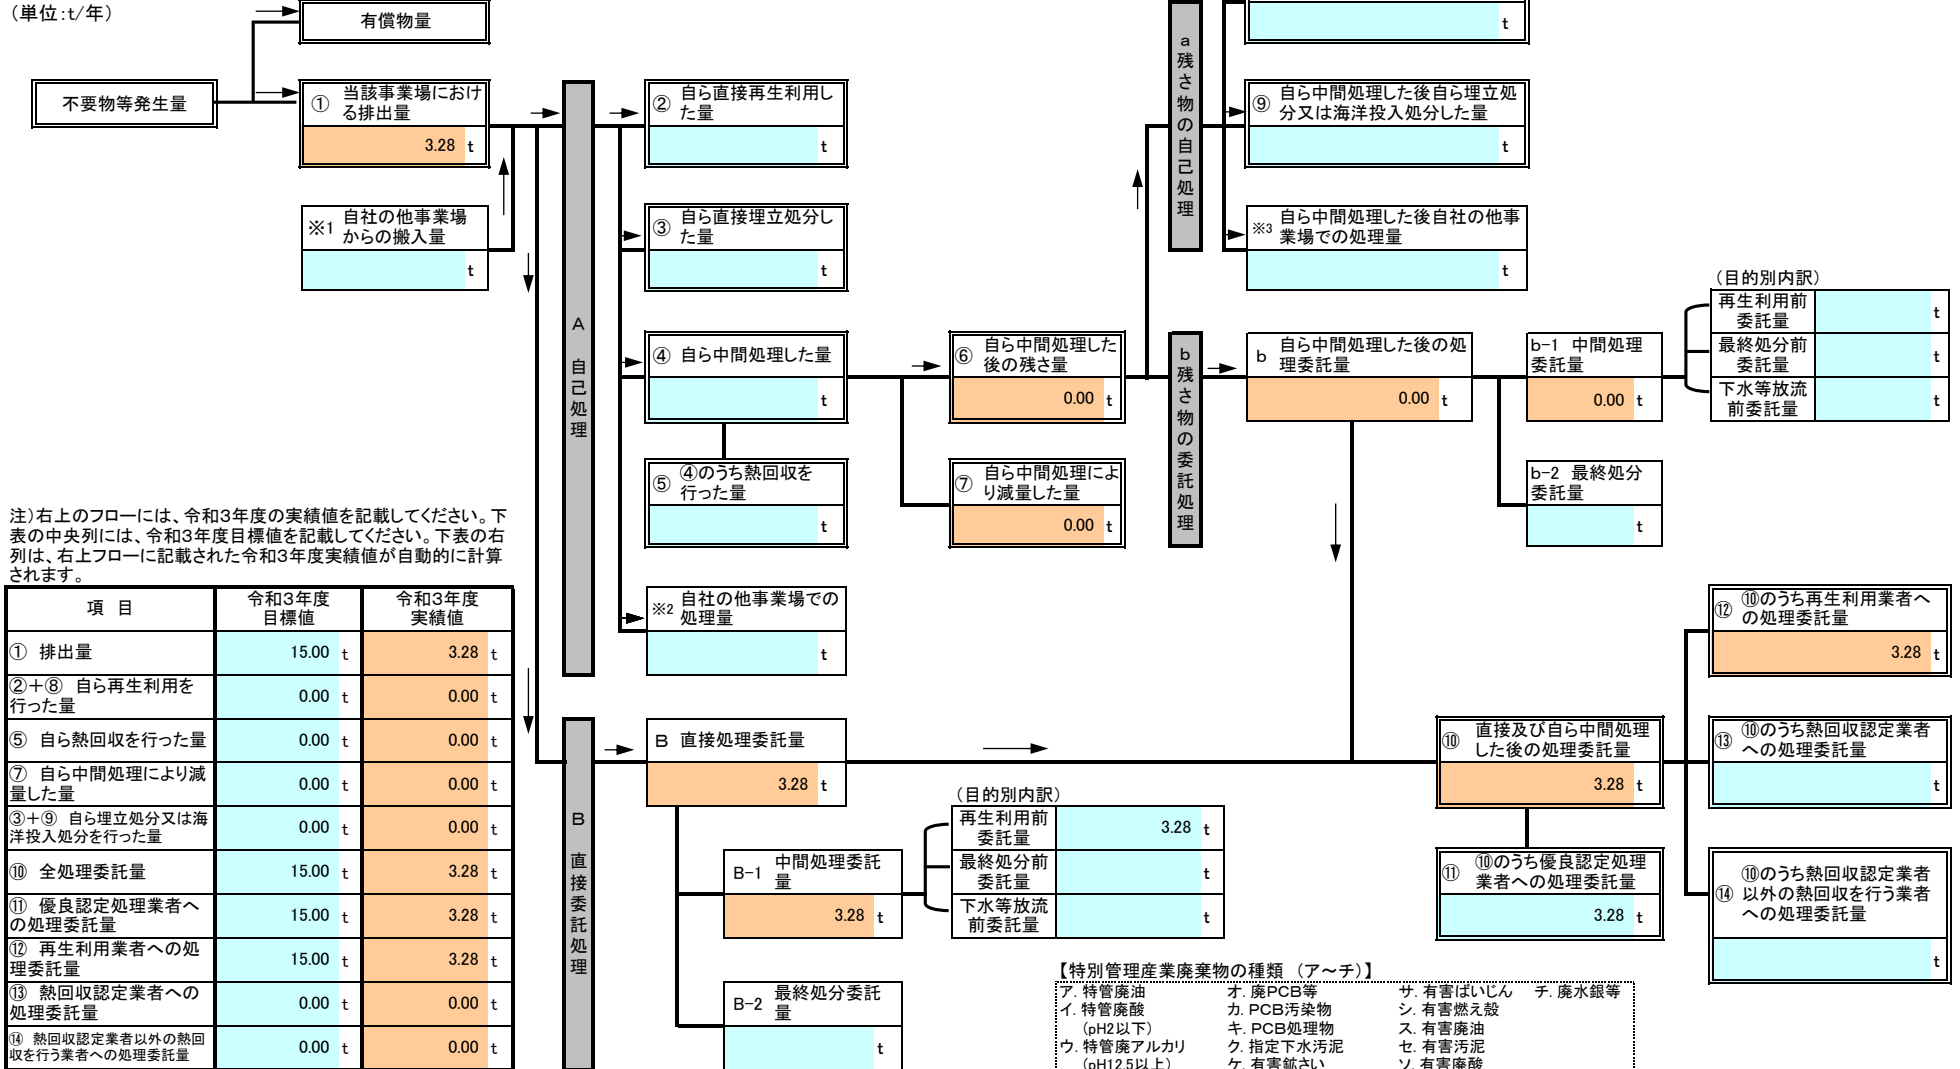 （単位:t/年）
有償物量
不要物等発生量
① 当該事業場におけ
る排出量
3.28 t
※1 自社の他事業場
からの搬入量
t
A 自己処理
② 自ら直接再生利用し
た量
t
③ 自ら直接埋立処分し
た量
t
④ 自ら中間処理した量
t
⑤ ④のうち熱回収を
行った量
t
※2 自社の他事業場での
処理量
t
⑥ 自ら中間処理した
後の残さ量
0.00 t
⑦ 自ら中間処理によ
り減量した量
0.00 t
a 残さ物の自己処理
t
⑨ 自ら中間処理した後自ら埋立処
分又は海洋投入処分した量
t
※3 自ら中間処理した後自社の他事
業場での処理量
t
b 残さ物の委託処理
b 自ら中間処理した後の処
理委託量
0.00 t
b-1 中間処理
委託量
0.00 t
b-2 最終処分
委託量
t
（目的別内訳）
再生利用前
委託量
t
最終処分前
委託量
t
下水等放流
前委託量
t
注）右上のフローには、令和3年度の実績値を記載してください。下
表の中央列には、令和3年度目標値を記載してください。下表の右
列は、右上フローに記載された令和3年度実績値が自動的に計算
されます。
項 目 令和3年度 目標値 令和3年度 実績値
① 排出量 15.00 t 3.28 t
②+⑧ 自ら再生利用を
行った量 0.00 t 0.00 t
⑤ 自ら熱回収を行った量 0.00 t 0.00 t
⑦ 自ら中間処理により減
量した量 0.00 t 0.00 t
③+⑨ 自ら埋立処分又は海
洋投入処分を行った量 0.00 t 0.00 t
⑩ 全処理委託量 15.00 t 3.28 t
⑪ 優良認定処理業者へ
の処理委託量 15.00 t 3.28 t
⑫ 再生利用業者への処
理委託量 15.00 t 3.28 t
⑬ 熱回収認定業者への
処理委託量 0.00 t 0.00 t
⑭ 熱回収認定業者以外の熱回
収を行う業者への処理委託量 0.00 t 0.00 t
B 直接委託処理
B 直接処理委託量
3.28 t
B-1 中間処理委託
量
3.28 t
B-2 最終処分委託
量
t
（目的別内訳）
再生利用前
委託量
3.28 t
最終処分前
委託量
t
下水等放流
前委託量
t
⑩ 直接及び自ら中間処理
した後の処理委託量
3.28 t
⑪ ⑩のうち優良認定処理
業者への処理委託量
3.28 t
⑫ ⑩のうち再生利用業者へ
の処理委託量
3.28 t
⑬ ⑩のうち熱回収認定業者
への処理委託量
t
⑭ ⑩のうち熱回収認定業者
以外の熱回収を行う業者
への処理委託量
t
【特別管理産業廃棄物の種類 （ア～チ）】
ア. 特管廃油 オ. 廃PCB等 サ. 有害ばいじん チ. 廃水銀等
イ. 特管廃酸 カ. PCB汚染物 シ. 有害燃え殻
（pH2以下） キ. PCB処理物 ス. 有害廃油
ウ. 特管廃アルカリ ク. 指定下水汚泥 セ. 有害汚泥
（pH12.5以上） ケ. 有害鉱さい ソ. 有害廃酸